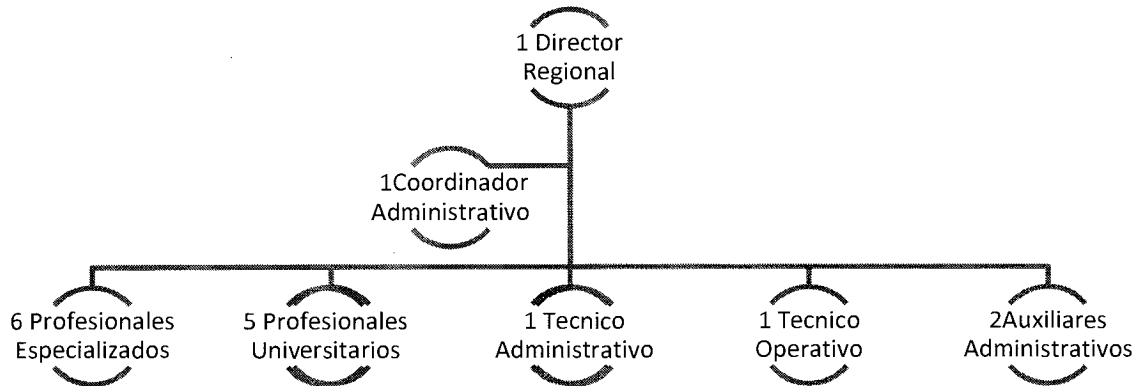 1 Director
Regional
1Coordinador
Administrativo
6 Profesionales
Especializados
5 Profesionales
Universitarios
1 Tecnico
Administrativo
1 Tecnico
Operativo
2Auxiliares
Administrativos